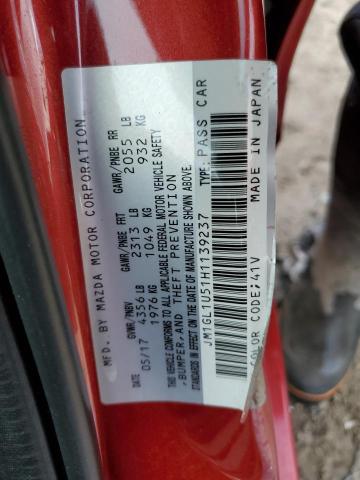 MFD. BY MAZDA MOTOR CORPORATION
DATE GVWR/PNBV GAWR/PNBE FRT GAWR/PNBE RR
05/17 4356 LB 2313 LB 2055 LB
1976 KG 1049 KG 932 KG
THIS VEHICLE CONFORMS TO ALL APPLICABLE FEDERAL MOTOR VEHICLE SAFETY
,BUMPER,AND THEFT PREVENTION
STANDARDS IN EFFECT ON THE DATE OF MANUFACTURE SHOWN ABOVE.
JM1GL1U51H1139237 TYPE: PASS CAR
COLOR CODE;41V MADE IN JAPAN